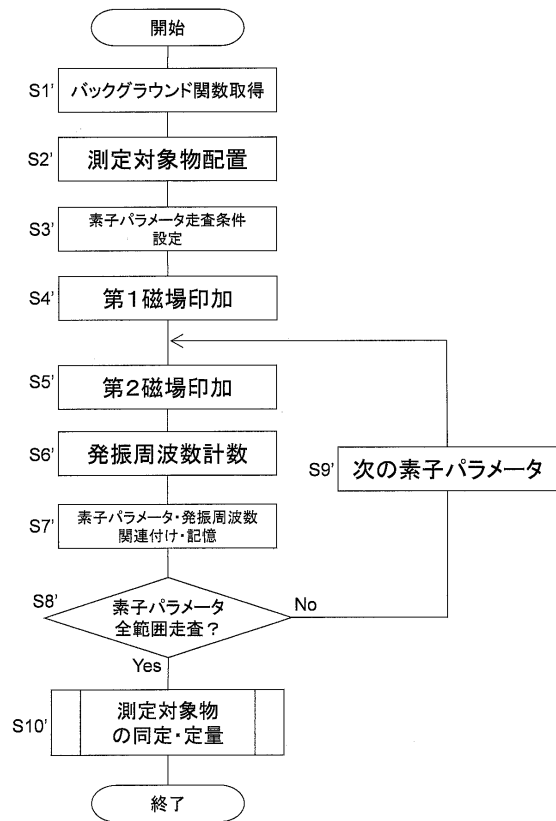 開始
S1' バックグラウンド関数取得
S2' 測定対象物配置
S3' 素子パラメータ走査条件
設定
S4' 第1磁場印加
S5' 第2磁場印加
S6' 発振周波数計数
S9' 次の素子パラメータ
S7' 素子パラメータ・発振周波数
関連付け・記憶
S8' 素子パラメータ
全範囲走査?
No
Yes
S10' 測定対象物
の同定・定量
終了